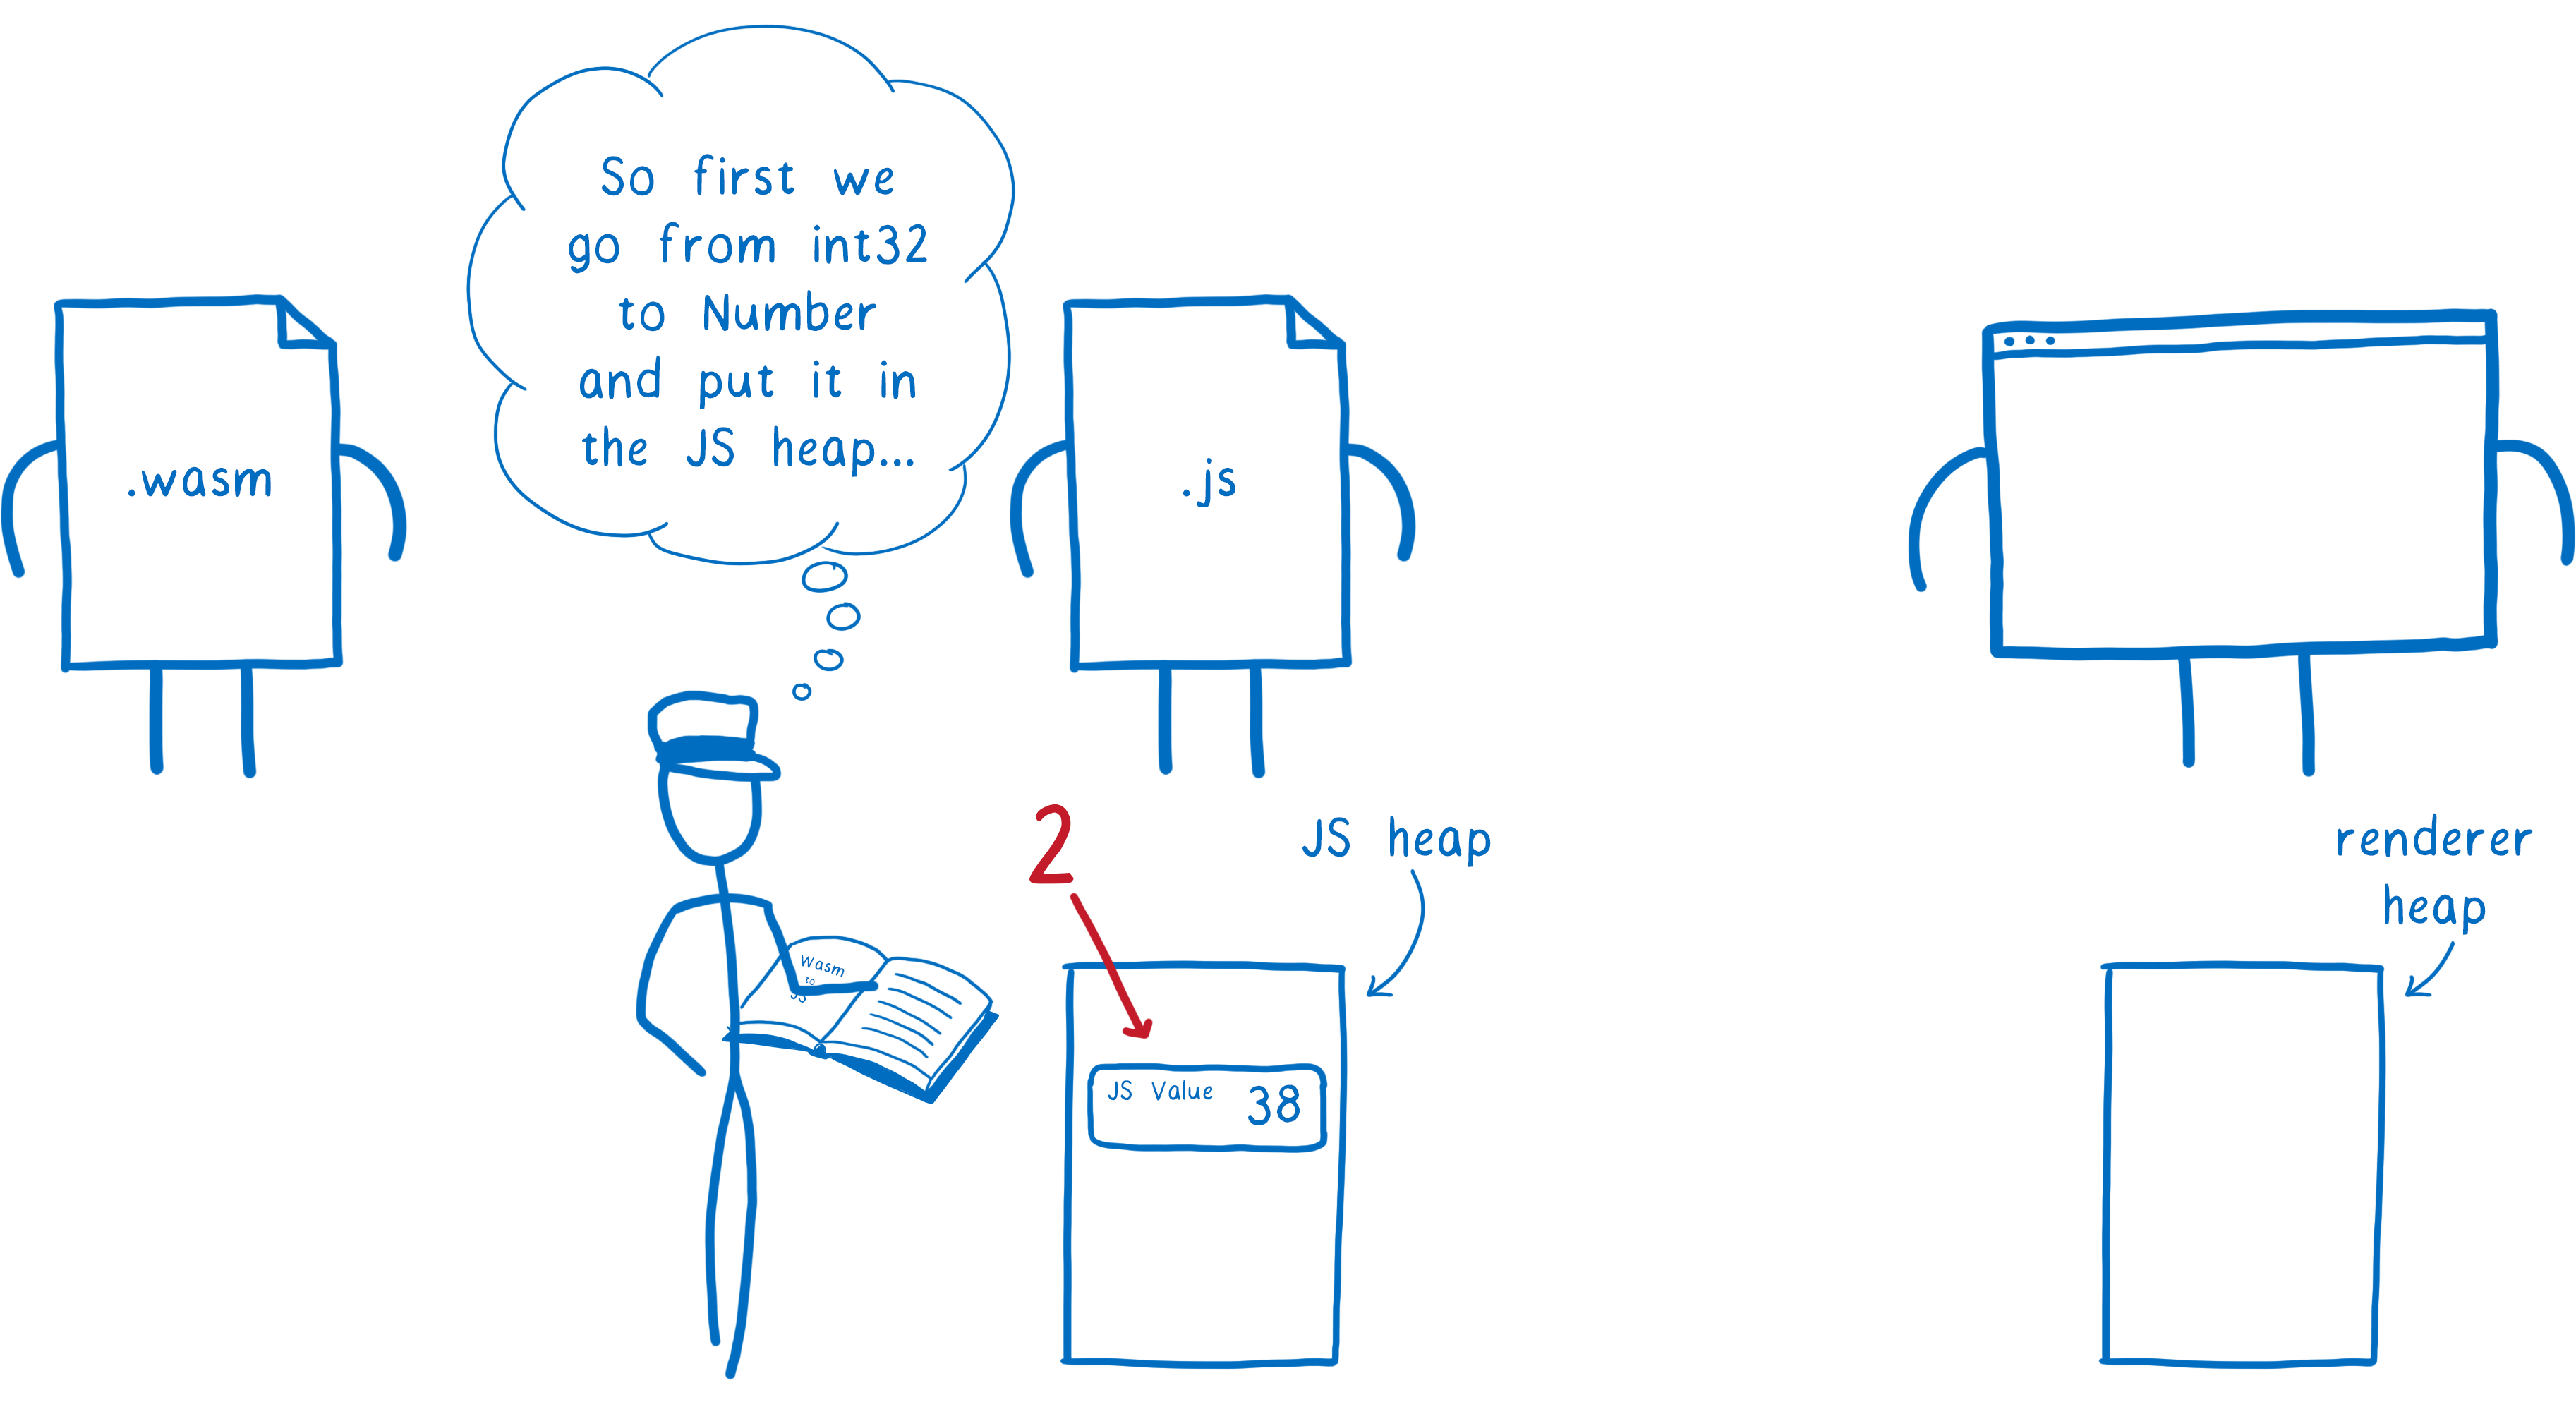 So first we
go from int32
to Number
and put it in
the JS heap...
.wasm
.js
2
JS heap
renderer
heap
Wasm
to
JS
JS Value 38